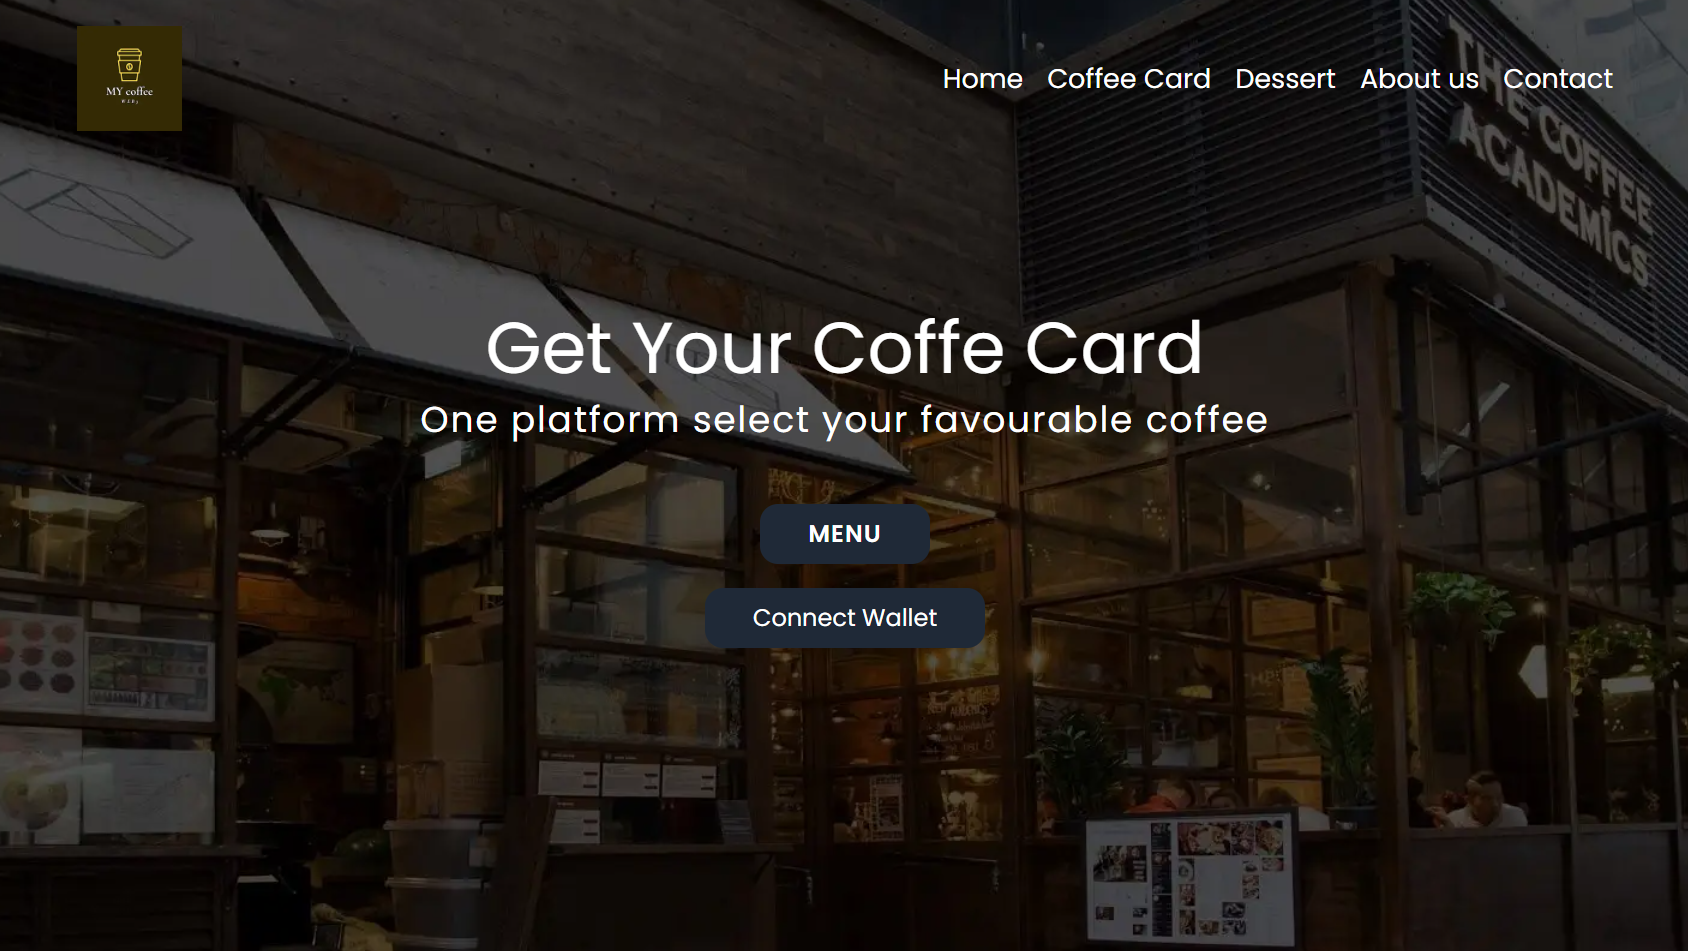 MY coffee
Home Coffee Card Dessert About us Contact
THE COFFEE
ACADEMICS
Get Your Coffe Card
One platform select your favourable coffee
MENU
Connect Wallet